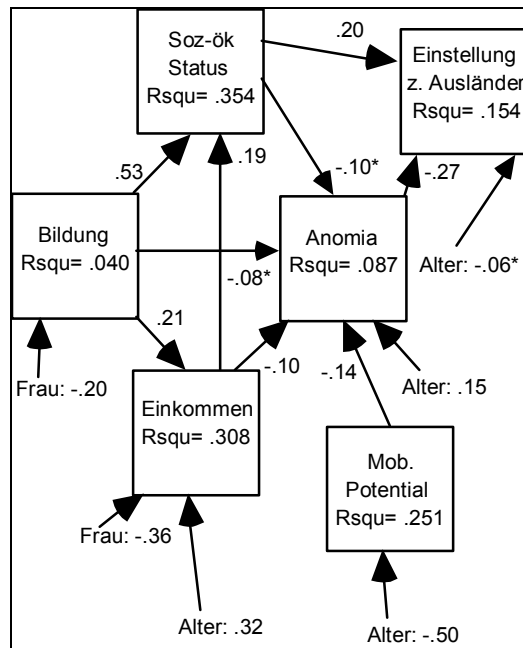 Soz-ök
Status
Rsqu= .354
.20
Einstellung
z. Ausländer
Rsqu= .154
.53
.19
-.10*
-.27
Bildung
Rsqu= .040
Anomia
Rsqu= .087
-.08*
Alter: -.06*
.21
-.10
-.14
Frau: -.20
Alter: .15
Einkommen
Rsqu= .308
Mob.
Potential
Rsqu= .251
Frau: -.36
Alter: .32
Alter: -.50